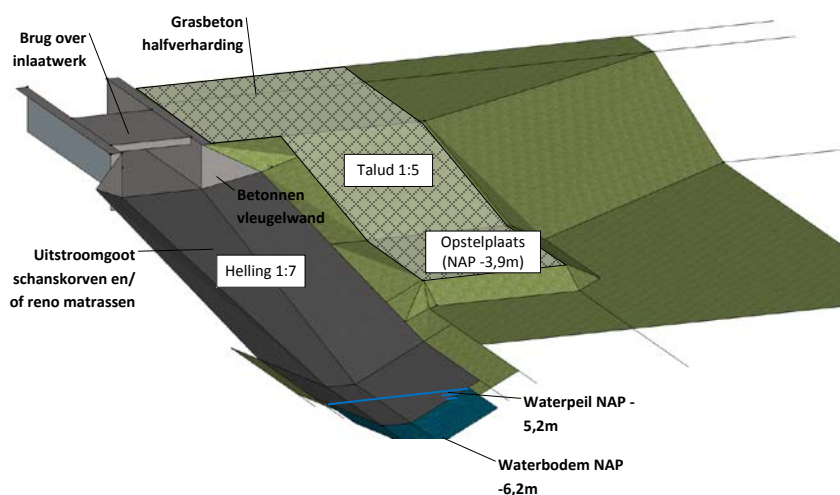 Grasbeton
halfverharding
Brug over
inlaatwerk
Talud 1:5
Betonnen
vleugelwand
Opstelplaats
(NAP -3,9m)
Uitstroomgoot
schanskorven en/
of reno matrassen
Helling 1:7
Waterpeil NAP -
5,2m
Waterbodem NAP
-6,2m